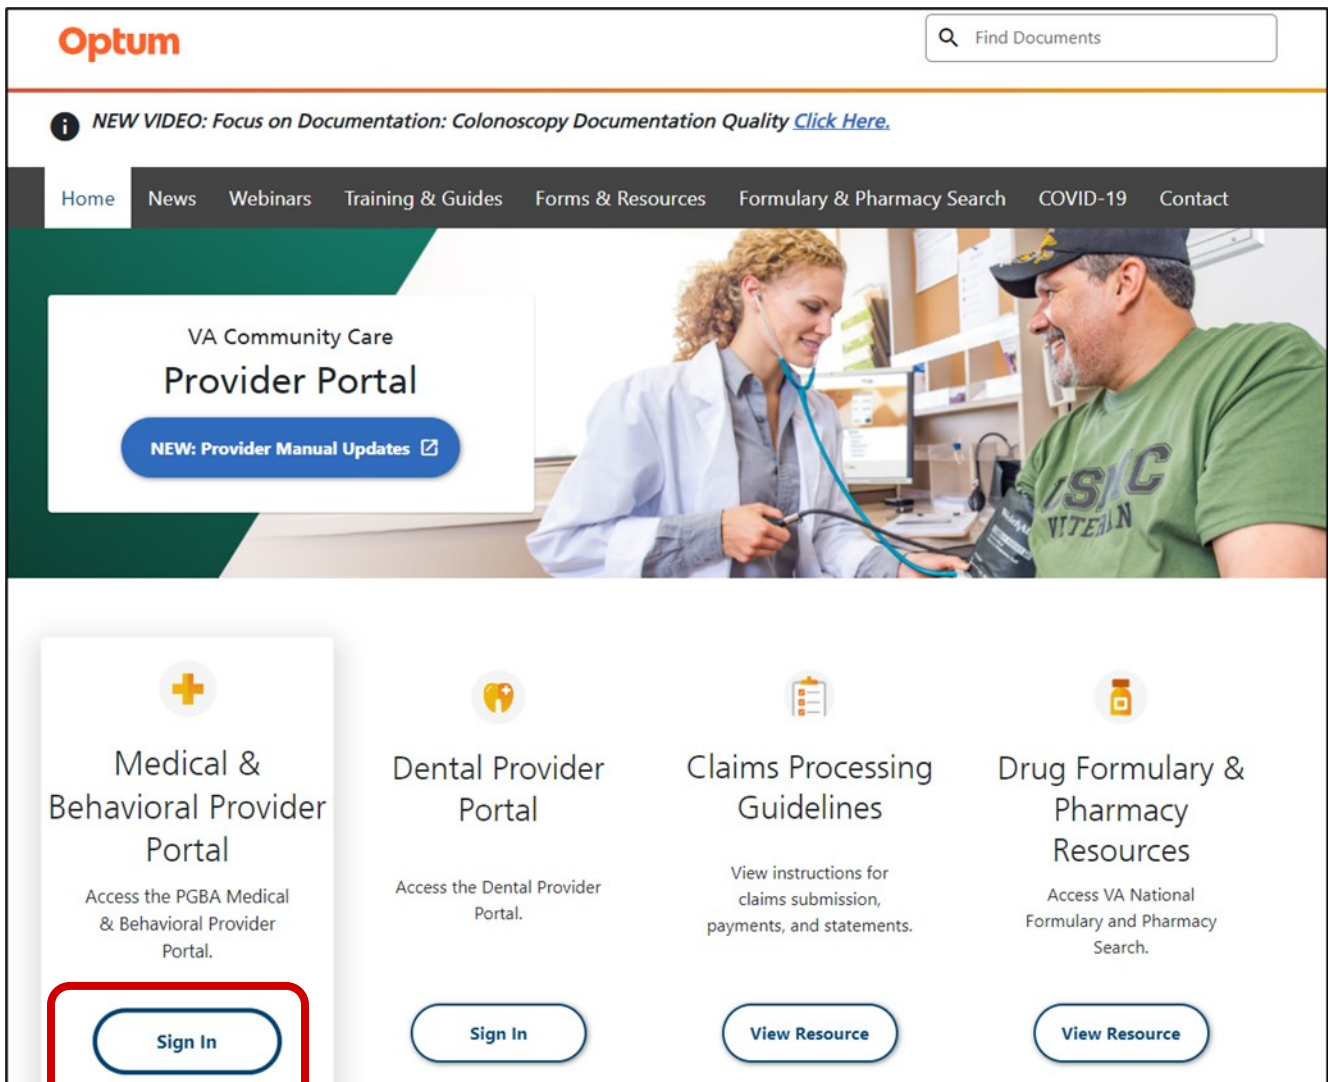 Optum
Find Documents
NEW VIDEO: Focus on Documentation: Colonoscopy Documentation Quality Click Here.
Home News Webinars Training & Guides Forms & Resources Formulary & Pharmacy Search COVID-19 Contact
VA Community Care
Provider Portal
NEW: Provider Manual Updates
USMC
VETERAN
Medical &
Behavioral Provider
Portal
Access the PGBA Medical
& Behavioral Provider
Portal.
Sign In
Dental Provider
Portal
Access the Dental Provider
Portal.
Sign In
Claims Processing
Guidelines
View instructions for
claims submission,
payments, and statements.
View Resource
Drug Formulary &
Pharmacy
Resources
Access VA National
Formulary and Pharmacy
Search.
View Resource